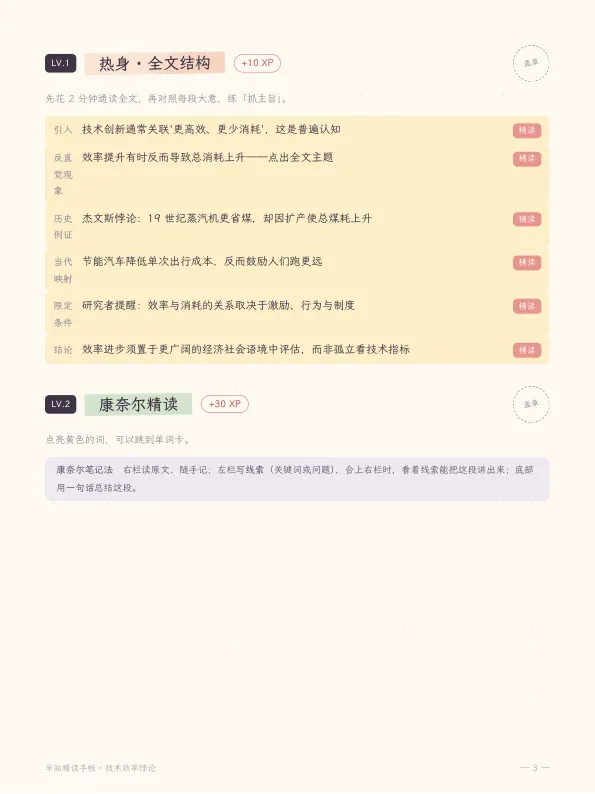 LV.1 热身·全文结构 +10 XP 盖章
先花 2 分钟通读全文，再对照每段大意，练「抓主旨」。
引入 技术创新通常关联'更高效、更少消耗'，这是普遍认知 精读
反直 效率提升有时反而导致总消耗上升——点出全文主题 精读
觉现
象
历史 杰文斯悖论：19 世纪蒸汽机更省煤，却因扩产使总煤耗上升 精读
例证
当代 节能汽车降低单次出行成本，反而鼓励人们跑更远 精读
映射
限定 研究者提醒：效率与消耗的关系取决于激励、行为与制度 精读
条件
结论 效率进步须置于更广阔的经济社会语境中评估，而非孤立看技术指标 精读
LV.2 康奈尔精读 +30 XP 盖章
点亮黄色的词，可以跳到单词卡。
康奈尔笔记法 右栏读原文、随手记；左栏写线索（关键词或问题），合上右栏时，看着线索能把这段讲出来；底部
用一句话总结这段。
半知精读手帐·技术效率悖论 — 3 —